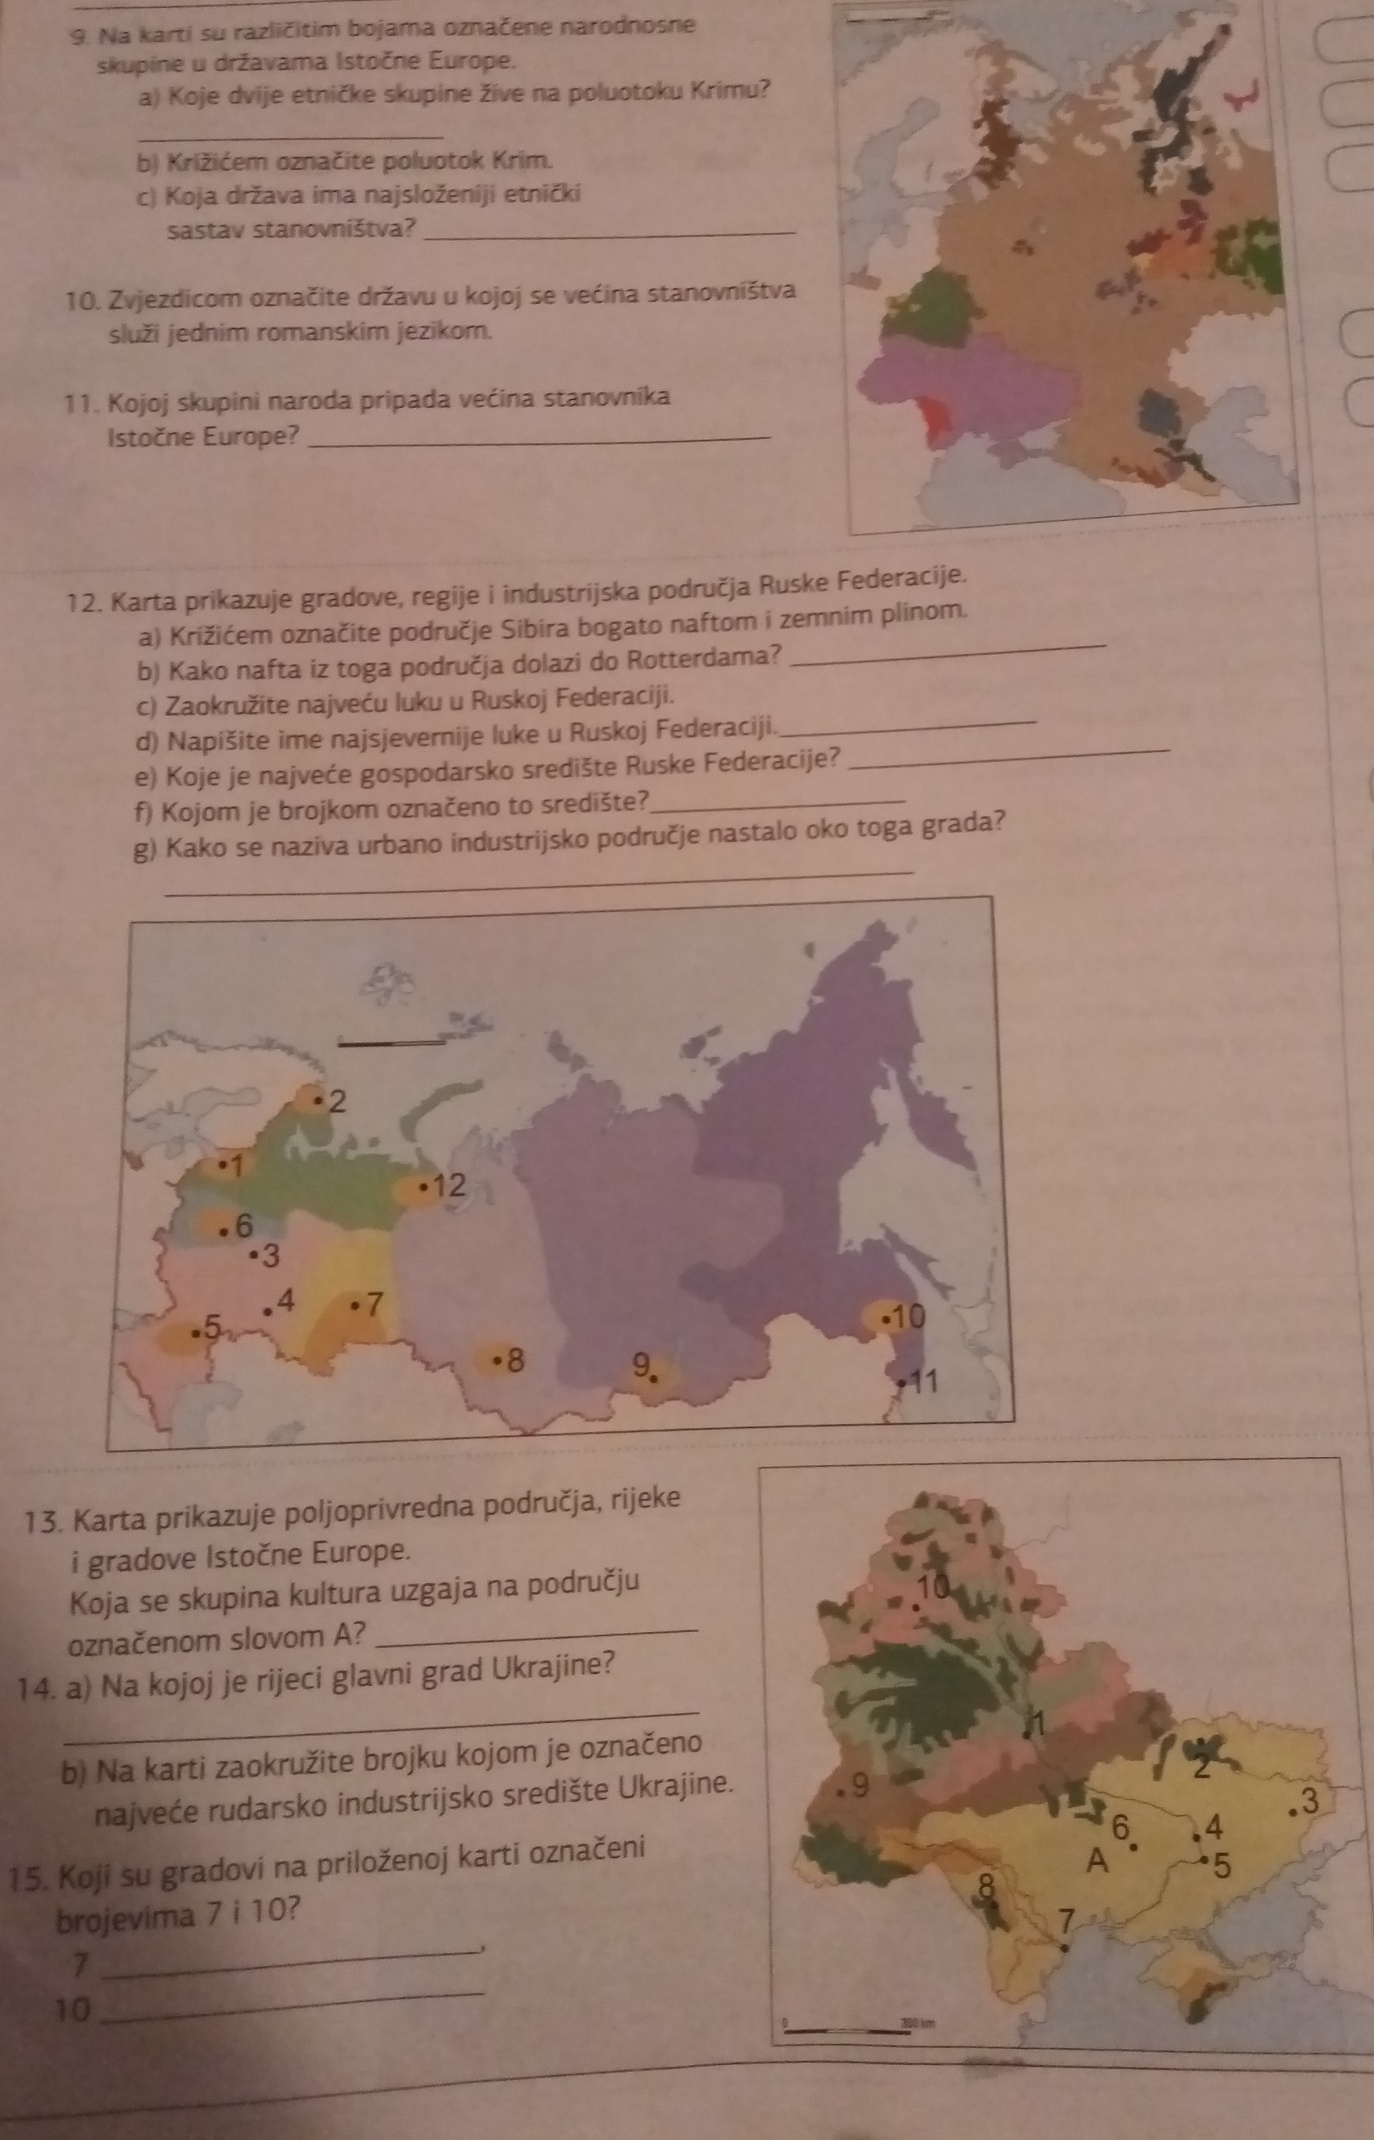 9. Na karti su različitim bojama označene narodnosne
skupine u državama Istočne Europe.
a) Koje dvije etničke skupine žive na poluotoku Krimu?
b) Križićem označite poluotok Krim.
c) Koja država ima najsloženiji etnički
sastav stanovništva?
10. Zvjezdicom označite državu u kojoj se većina stanovništva
služi jednim romanskim jezikom.
11. Kojoj skupini naroda pripada većina stanovnika
Istočne Europe?
12. Karta prikazuje gradove, regije i industrijska područja Ruske Federacije.
a) Križićem označite područje Sibira bogato naftom i zemnim plinom.
b) Kako nafta iz toga područja dolazi do Rotterdama?
c) Zaokružite najveću luku u Ruskoj Federaciji.
d) Napišite ime najsjevernije luke u Ruskoj Federaciji.
e) Koje je najveće gospodarsko središte Ruske Federacije?
f) Kojom je brojkom označeno to središte?
g) Kako se naziva urbano industrijsko područje nastalo oko toga grada?
2
1
12
6
3
4
7
5
10
8
9
11
13. Karta prikazuje poljoprivredna područja, rijeke
i gradove Istočne Europe.
Koja se skupina kultura uzgaja na području
označenom slovom A?
14. a) Na kojoj je rijeci glavni grad Ukrajine?
b) Na karti zaokružite brojku kojom je označeno
najveće rudarsko industrijsko središte Ukrajine.
15. Koji su gradovi na priloženoj karti označeni
brojevima 7 i 10?
7
10
10
1
2
9
3
6
4
A
5
8
7
0 300 km